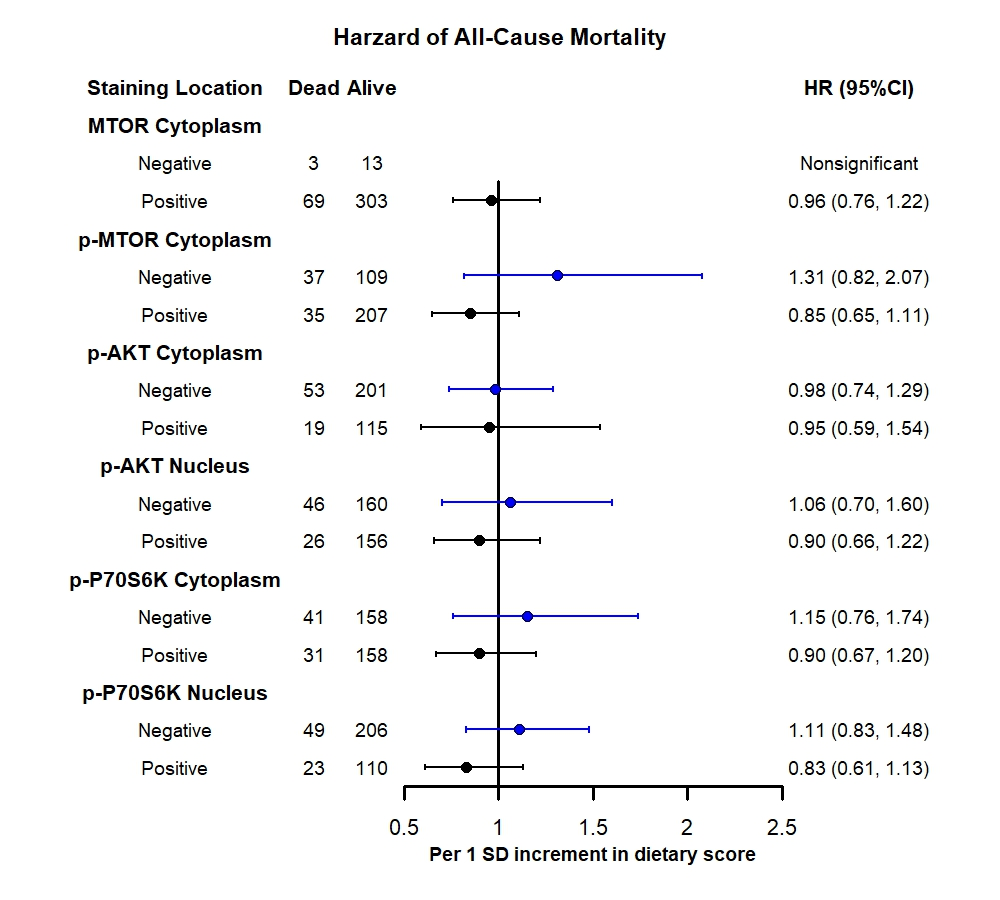 Harzard of All-Cause Mortality
Staining Location Dead Alive HR (95%CI)
MTOR Cytoplasm
Negative 3 13 Nonsignificant
Positive 69 303 0.96 (0.76, 1.22)
p-MTOR Cytoplasm
Negative 37 109 1.31 (0.82, 2.07)
Positive 35 207 0.85 (0.65, 1.11)
p-AKT Cytoplasm
Negative 53 201 0.98 (0.74, 1.29)
Positive 19 115 0.95 (0.59, 1.54)
p-AKT Nucleus
Negative 46 160 1.06 (0.70, 1.60)
Positive 26 156 0.90 (0.66, 1.22)
p-P70S6K Cytoplasm
Negative 41 158 1.15 (0.76, 1.74)
Positive 31 158 0.90 (0.67, 1.20)
p-P70S6K Nucleus
Negative 49 206 1.11 (0.83, 1.48)
Positive 23 110 0.83 (0.61, 1.13)
0.5 1 1.5 2 2.5
Per 1 SD increment in dietary score